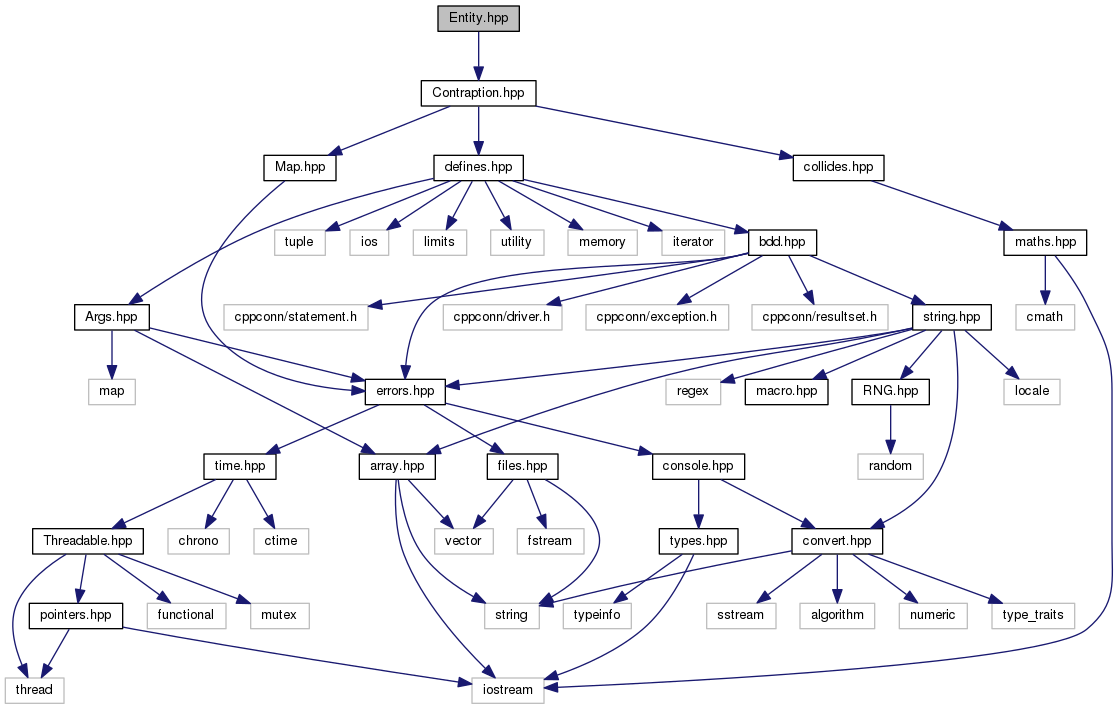 Entity.hpp
Contraption.hpp
Map.hpp
defines.hpp
collides.hpp
tuple
ios
limits
utility
memory
iterator
bdd.hpp
maths.hpp
Args.hpp
cppconn/statement.h
cppconn/driver.h
cppconn/exception.h
cppconn/resultset.h
string.hpp
cmath
map
errors.hpp
regex
macro.hpp
RNG.hpp
locale
time.hpp
array.hpp
files.hpp
console.hpp
random
Threadable.hpp
chrono
ctime
vector
fstream
types.hpp
convert.hpp
pointers.hpp
functional
mutex
string
typeinfo
sstream
algorithm
numeric
type_traits
thread
iostream